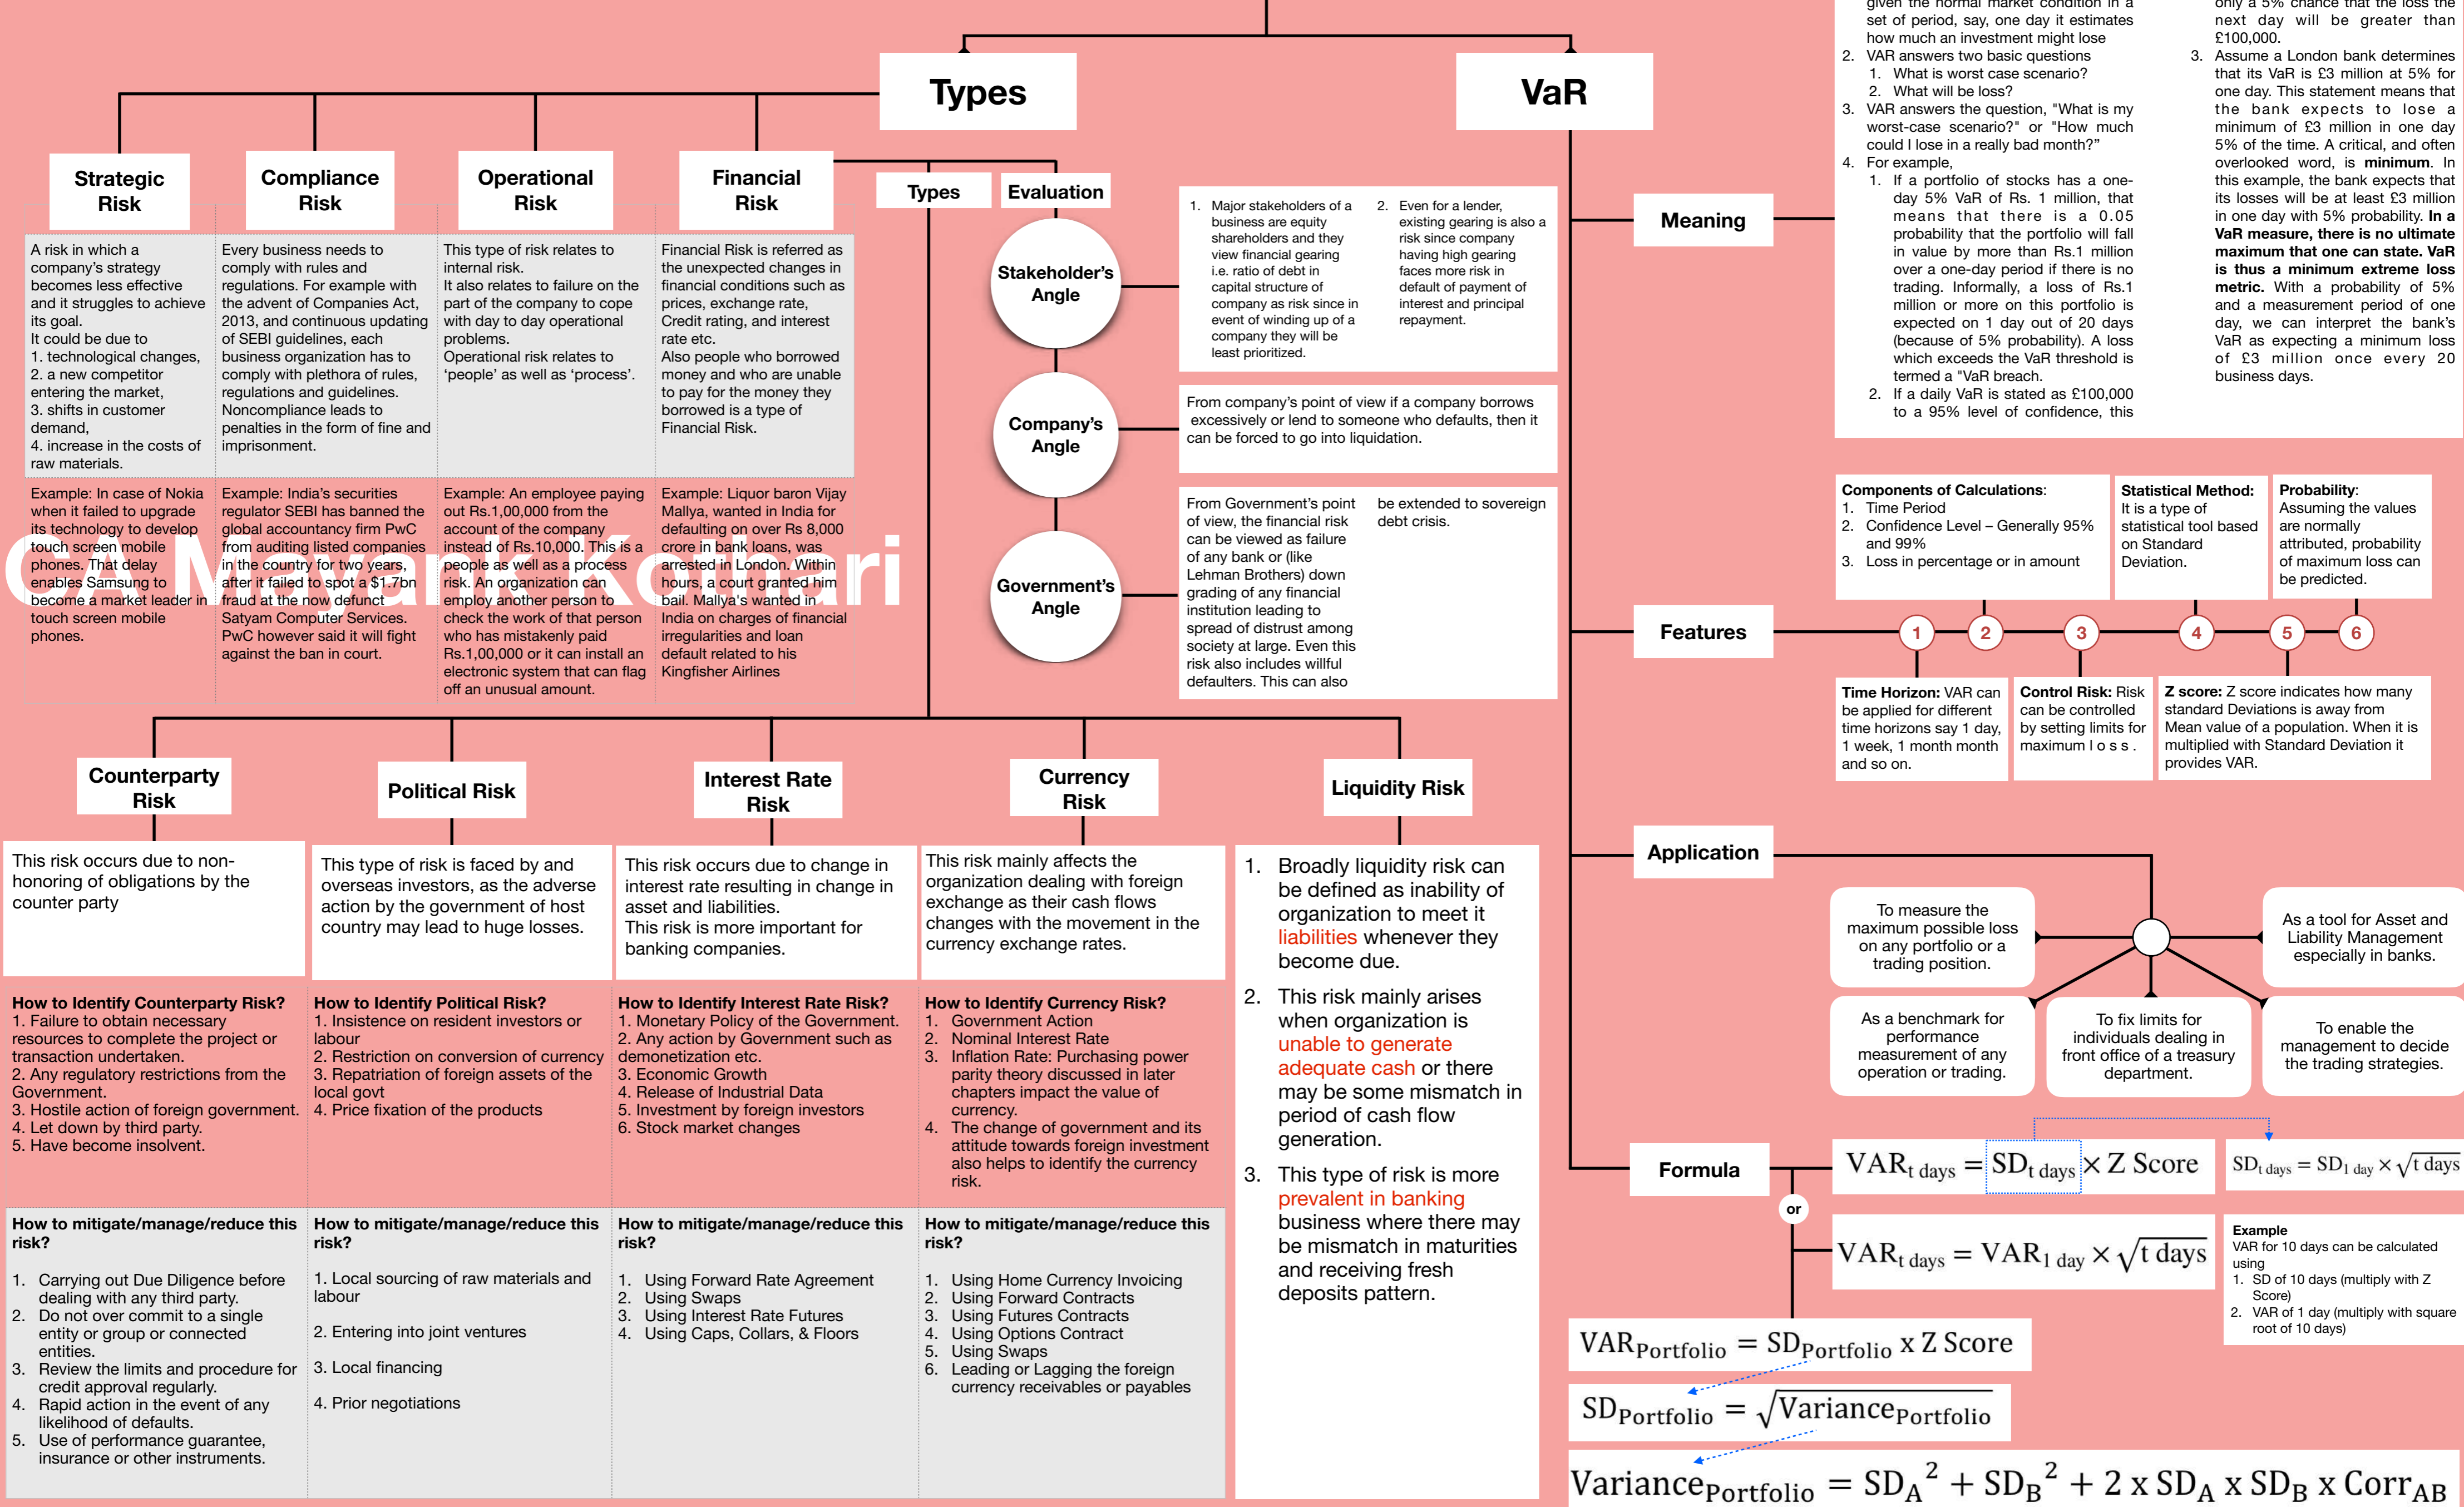 Types
VaR
Strategic
Risk
Compliance
Risk
Operational
Risk
Financial
Risk
Types
Evaluation
A risk in which a
company's strategy
becomes less effective
and it struggles to achieve
its goal.
It could be due to
1. technological changes,
2. a new competitor
entering the market,
3. shifts in customer
demand,
4. increase in the costs of
raw materials.
Every business needs to
comply with rules and
regulations. For example with
the advent of Companies Act,
2013, and continuous updating
of SEBI guidelines, each
business organization has to
comply with plethora of rules,
regulations and guidelines.
Noncompliance leads to
penalties in the form of fine and
imprisonment.
This type of risk relates to
internal risk.
It also relates to failure on the
part of the company to cope
with day to day operational
problems.
Operational risk relates to
'people' as well as 'process'.
Financial Risk is referred as
the unexpected changes in
financial conditions such as
prices, exchange rate,
Credit rating, and interest
rate etc.
Also people who borrowed
money and who are unable
to pay for the money they
borrowed is a type of
Financial Risk.
Example: In case of Nokia
when it failed to upgrade
its technology to develop
touch screen mobile
phones. That delay
enables Samsung to
become a market leader in
touch screen mobile
phones.
Example: India's securities
regulator SEBI has banned the
global accountancy firm PwC
from auditing listed companies
in the country for two years,
after it failed to spot a $1.7bn
fraud at the now defunct
Satyam Computer Services.
PwC however said it will fight
against the ban in court.
Example: An employee paying
out Rs.1,00,000 from the
account of the company
instead of Rs.10,000. This is a
people as well as a process
risk. An organization can
employ another person to
check the work of that person
who has mistakenly paid
Rs.1,00,000 or it can install an
electronic system that can flag
off an unusual amount.
Example: Liquor baron Vijay
Mallya, wanted in India for
defaulting on over Rs 8,000
crore in bank loans, was
arrested in London. Within
hours, a court granted him
bail. Mallya's wanted in
India on charges of financial
irregularities and loan
default related to his
Kingfisher Airlines
CA Mayank Kothari
Stakeholder's
Angle
1. Major stakeholders of a
business are equity
shareholders and they
view financial gearing
i.e. ratio of debt in
capital structure of
company as risk since in
event of winding up of a
company they will be
least prioritized.
2. Even for a lender,
existing gearing is also a
risk since company
having high gearing
faces more risk in
default of payment of
interest and principal
repayment.
Company's
Angle
From company's point of view if a company borrows
excessively or lend to someone who defaults, then it
can be forced to go into liquidation.
Government's
Angle
From Government's point
of view, the financial risk
can be viewed as failure
of any bank or (like
Lehman Brothers) down
grading of any financial
institution leading to
spread of distrust among
society at large. Even this
risk also includes willful
defaulters. This can also
be extended to sovereign
debt crisis.
Counterparty
Risk
Political Risk
Interest Rate
Risk
Currency
Risk
Liquidity Risk
This risk occurs due to non-
honoring of obligations by the
counter party
This type of risk is faced by and
overseas investors, as the adverse
action by the government of host
country may lead to huge losses.
This risk occurs due to change in
interest rate resulting in change in
asset and liabilities.
This risk is more important for
banking companies.
This risk mainly affects the
organization dealing with foreign
exchange as their cash flows
changes with the movement in the
currency exchange rates.
1. Broadly liquidity risk can
be defined as inability of
organization to meet it
liabilities whenever they
become due.
2. This risk mainly arises
when organization is
unable to generate
adequate cash or there
may be some mismatch in
period of cash flow
generation.
3. This type of risk is more
prevalent in banking
business where there may
be mismatch in maturities
and receiving fresh
deposits pattern.
How to Identify Counterparty Risk?
1. Failure to obtain necessary
resources to complete the project or
transaction undertaken.
2. Any regulatory restrictions from the
Government.
3. Hostile action of foreign government.
4. Let down by third party.
5. Have become insolvent.
How to Identify Political Risk?
1. Insistence on resident investors or
labour
2. Restriction on conversion of currency
3. Repatriation of foreign assets of the
local govt
4. Price fixation of the products
How to Identify Interest Rate Risk?
1. Monetary Policy of the Government.
2. Any action by Government such as
demonetization etc.
3. Economic Growth
4. Release of Industrial Data
5. Investment by foreign investors
6. Stock market changes
How to Identify Currency Risk?
1. Government Action
2. Nominal Interest Rate
3. Inflation Rate: Purchasing power
parity theory discussed in later
chapters impact the value of
currency.
4. The change of government and its
attitude towards foreign investment
also helps to identify the currency
risk.
How to mitigate/manage/reduce this
risk?
1. Carrying out Due Diligence before
dealing with any third party.
2. Do not over commit to a single
entity or group or connected
entities.
3. Review the limits and procedure for
credit approval regularly.
4. Rapid action in the event of any
likelihood of defaults.
5. Use of performance guarantee,
insurance or other instruments.
How to mitigate/manage/reduce this
risk?
1. Local sourcing of raw materials and
labour
2. Entering into joint ventures
3. Local financing
4. Prior negotiations
How to mitigate/manage/reduce this
risk?
1. Using Forward Rate Agreement
2. Using Swaps
3. Using Interest Rate Futures
4. Using Caps, Collars, & Floors
How to mitigate/manage/reduce this
risk?
1. Using Home Currency Invoicing
2. Using Forward Contracts
3. Using Futures Contracts
4. Using Options Contract
5. Using Swaps
6. Leading or Lagging the foreign
currency receivables or payables
Meaning
given the normal market condition in a
set of period, say, one day it estimates
how much an investment might lose
2. VAR answers two basic questions
1. What is worst case scenario?
2. What will be loss?
3. VAR answers the question, "What is my
worst-case scenario?" or "How much
could I lose in a really bad month?"
4. For example,
1. If a portfolio of stocks has a one-
day 5% VaR of Rs. 1 million, that
means that there is a 0.05
probability that the portfolio will fall
in value by more than Rs.1 million
over a one-day period if there is no
trading. Informally, a loss of Rs.1
million or more on this portfolio is
expected on 1 day out of 20 days
(because of 5% probability). A loss
which exceeds the VaR threshold is
termed a "VaR breach.
2. If a daily VaR is stated as £100,000
to a 95% level of confidence, this
only a 5% chance that the loss the
next day will be greater than
£100,000.
3. Assume a London bank determines
that its VaR is £3 million at 5% for
one day. This statement means that
the bank expects to lose a
minimum of £3 million in one day
5% of the time. A critical, and often
overlooked word, is minimum. In
this example, the bank expects that
its losses will be at least £3 million
in one day with 5% probability. In a
VaR measure, there is no ultimate
maximum that one can state. VaR
is thus a minimum extreme loss
metric. With a probability of 5%
and a measurement period of one
day, we can interpret the bank's
VaR as expecting a minimum loss
of £3 million once every 20
business days.
Features
Components of Calculations:
1. Time Period
2. Confidence Level – Generally 95%
and 99%
3. Loss in percentage or in amount
Statistical Method:
It is a type of
statistical tool based
on Standard
Deviation.
Probability:
Assuming the values
are normally
attributed, probability
of maximum loss can
be predicted.
1 2 3 4 5 6
Time Horizon: VAR can
be applied for different
time horizons say 1 day,
1 week, 1 month month
and so on.
Control Risk: Risk
can be controlled
by setting limits for
maximum l o s s .
Z score: Z score indicates how many
standard Deviations is away from
Mean value of a population. When it is
multiplied with Standard Deviation it
provides VAR.
Application
To measure the
maximum possible loss
on any portfolio or a
trading position.
As a tool for Asset and
Liability Management
especially in banks.
As a benchmark for
performance
measurement of any
operation or trading.
To fix limits for
individuals dealing in
front office of a treasury
department.
To enable the
management to decide
the trading strategies.
Formula
VAR t days = SD t days × Z Score
SD t days = SD 1 day × √t days
or
VAR t days = VAR 1 day × √t days
Example
VAR for 10 days can be calculated
using
1. SD of 10 days (multiply with Z
Score)
2. VAR of 1 day (multiply with square
root of 10 days)
VAR Portfolio = SD Portfolio x Z Score
SD Portfolio = √Variance Portfolio
Variance Portfolio = SD A ² + SD B ² + 2 x SD A x SD B x Corr AB